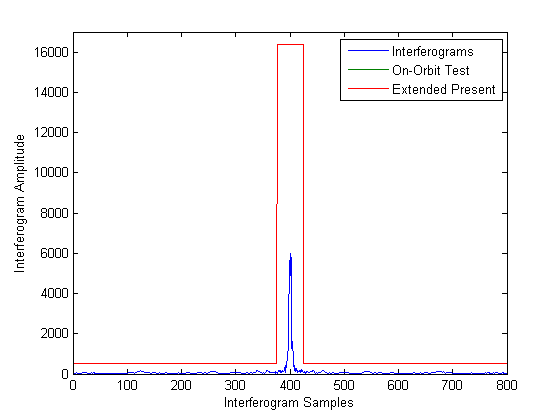 16000
14000
12000
10000
8000
6000
4000
2000
0
Interferogram Amplitude
Interferograms
On-Orbit Test
Extended Present
0 100 200 300 400 500 600 700 800
Interferogram Samples